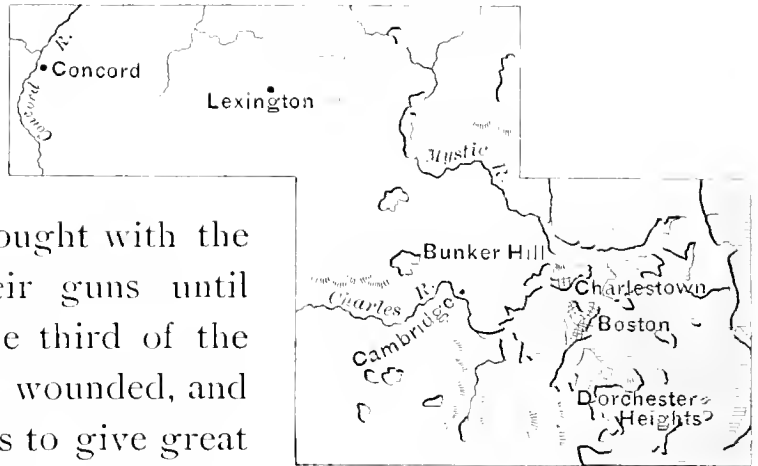 Concord R.
Concord
Lexington
Mystic R.
Bunker Hill
Charles R.
Charlestown
Cambridge
Boston
Dorchester
Heights
ought with the
eir guns until
e third of the
wounded, and
s to give great